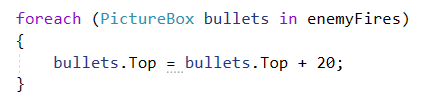 foreach (PictureBox bullets in enemyFires)
{
    bullets.Top = bullets.Top + 20;
}